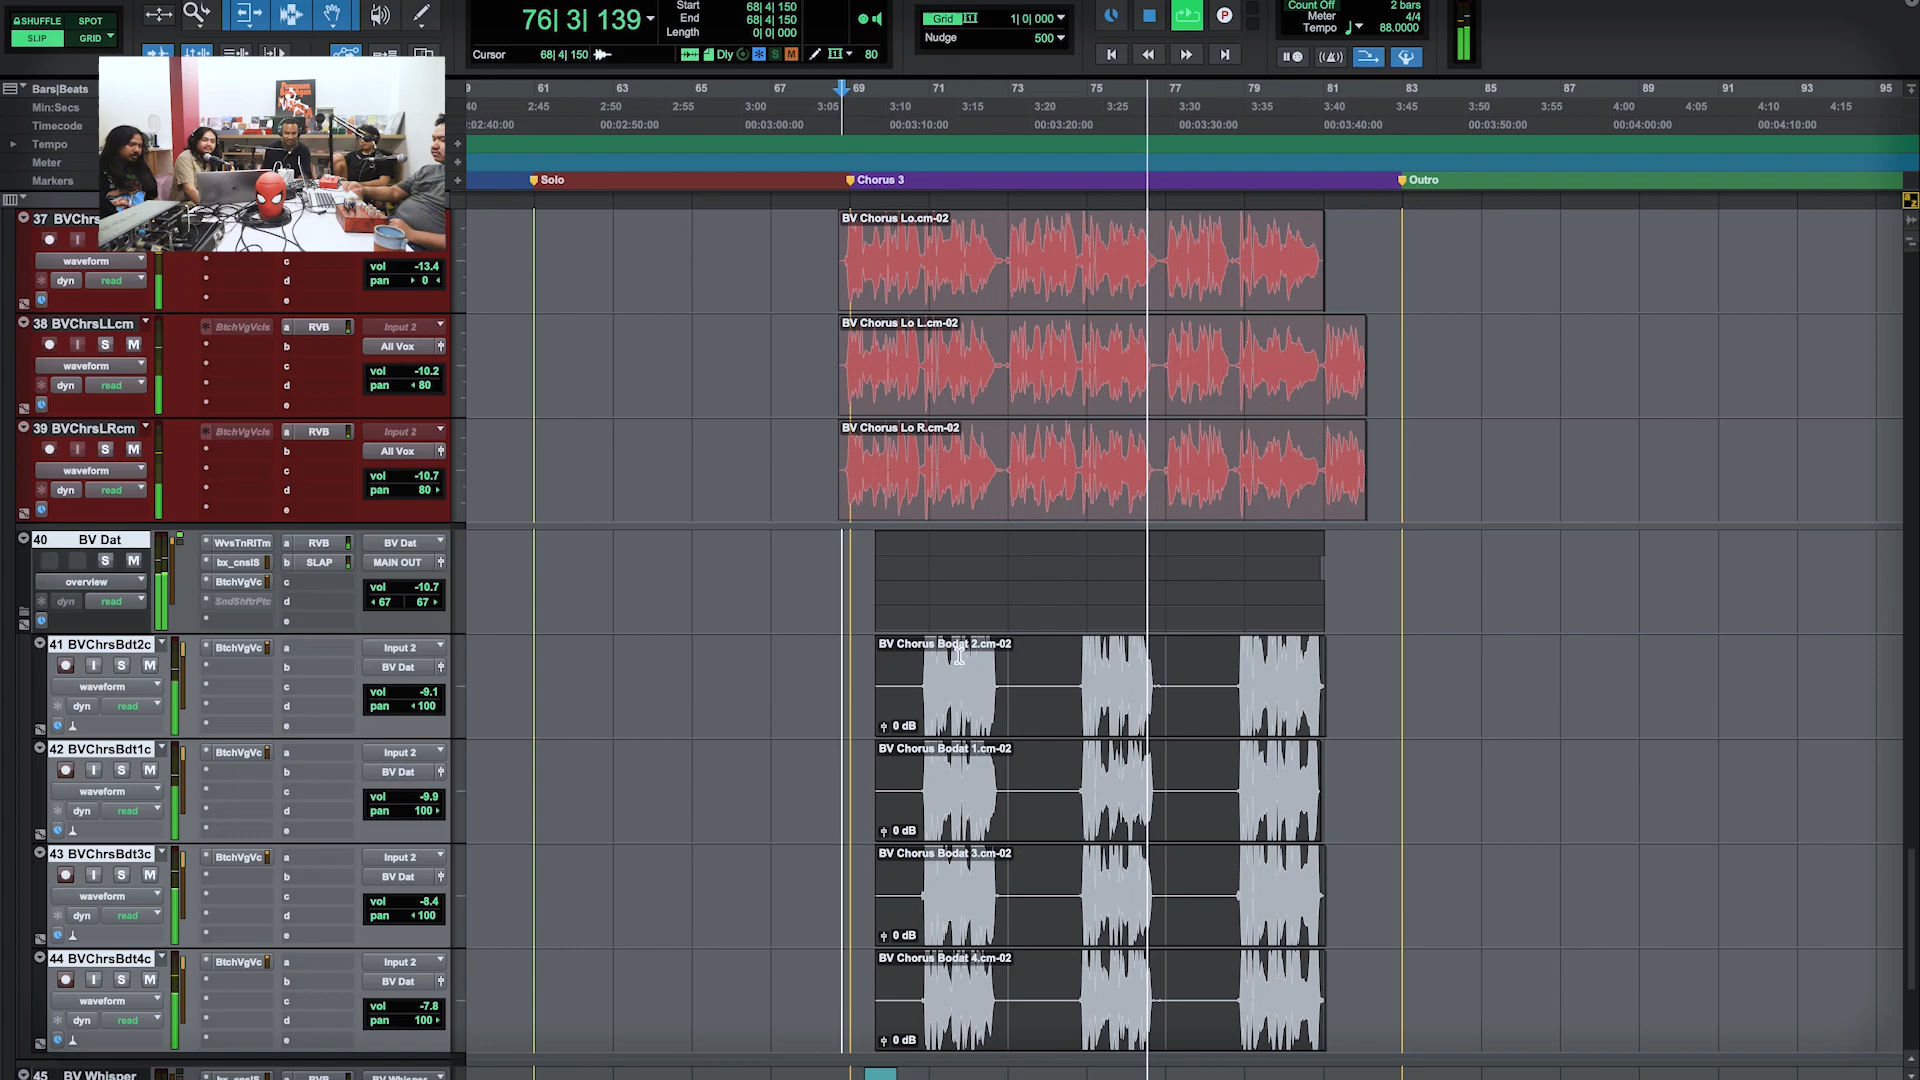 SHUFFLE SPOT
SLIP GRID
76| 3| 139
Start 68| 4| 150
End 68| 4| 150
Length 0| 0| 000
Cursor 68| 4| 150
Dly S M 80
Grid 1| 0| 000
Nudge 500
P
Count Off 2 bars
Meter 4/4
Tempo 88.0000
Bars|Beats
Min:Secs
Timecode
Tempo
Meter
Markers
9 61 63 65 67 69 71 73 75 77 79 81 83 85 87 89 91 93 95
:40 2:45 2:50 2:55 3:00 3:05 3:10 3:15 3:20 3:25 3:30 3:35 3:40 3:45 3:50 3:55 4:00 4:05 4:10 4:15
:02:40:00 00:02:50:00 00:03:00:00 00:03:10:00 00:03:20:00 00:03:30:00 00:03:40:00 00:03:50:00 00:04:00:00 00:04:10:00
Solo
Chorus 3
Outro
37 BVChrs
I
waveform
dyn read
c
d
e
vol -13.4
pan 0
BV Chorus Lo.cm-02
38 BVChrsLLcm
I S M
waveform
dyn read
BtchVgVcls
a RVB
b
c
d
e
Input 2
All Vox
vol -10.2
pan 80
BV Chorus Lo L.cm-02
39 BVChrsLRcm
I S M
waveform
dyn read
BtchVgVcls
a RVB
b
c
d
e
Input 2
All Vox
vol -10.7
pan 80
BV Chorus Lo R.cm-02
40 BV Dat
S M
overview
dyn read
WvsTnRlTm
bx_cnslS
BtchVgVc
SndShftrPtc
a RVB
b SLAP
c
d
e
BV Dat
MAIN OUT
vol -10.7
67 67
41 BVChrsBdt2c
I S M
waveform
dyn read
BtchVgVc
a
b
c
d
e
Input 2
BV Dat
vol -9.1
pan 100
BV Chorus Bodat 2.cm-02
0 dB
42 BVChrsBdt1c
I S M
waveform
dyn read
BtchVgVc
a
b
c
d
e
Input 2
BV Dat
vol -9.9
pan 100
BV Chorus Bodat 1.cm-02
0 dB
43 BVChrsBdt3c
I S M
waveform
dyn read
BtchVgVc
a
b
c
d
e
Input 2
BV Dat
vol -8.4
pan 100
BV Chorus Bodat 3.cm-02
0 dB
44 BVChrsBdt4c
I S M
waveform
dyn read
BtchVgVc
a
b
c
d
e
Input 2
BV Dat
vol -7.8
pan 100
BV Chorus Bodat 4.cm-02
0 dB
45 BV Whisper
bx_cnslS
RVB
BV Whisper